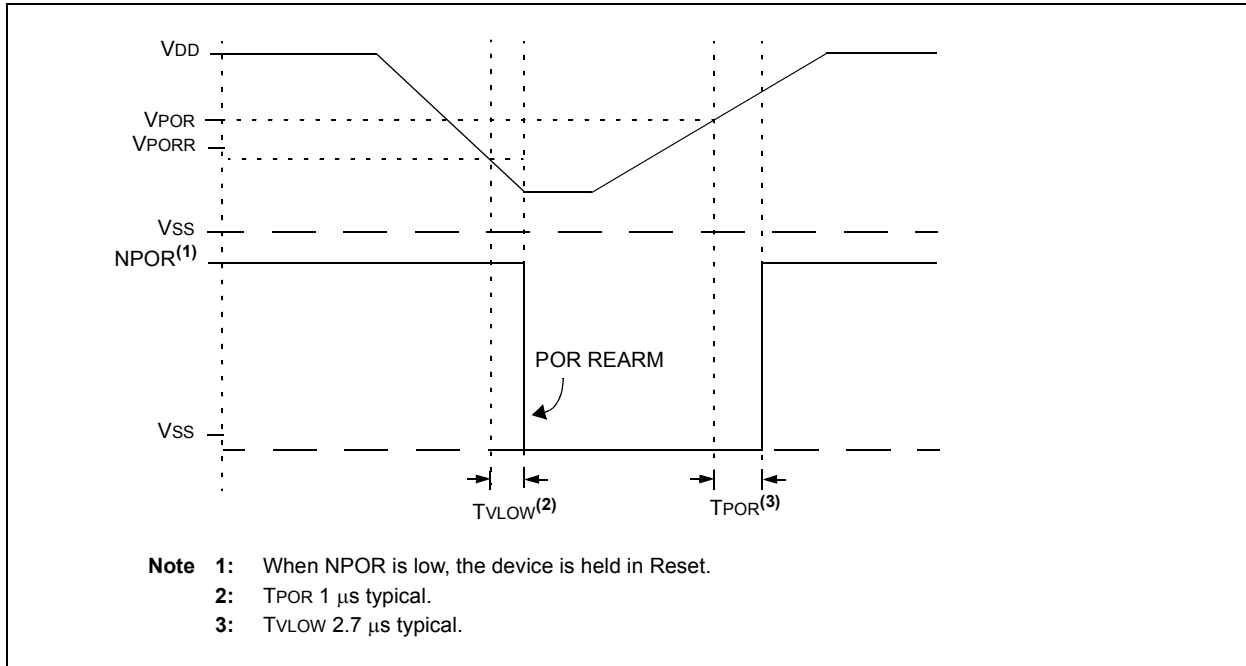 VDD
VPOR
VPORR
VSS
NPOR(1)
POR REARM
VSS
TVLOW(2)
TPOR(3)
Note 1: When NPOR is low, the device is held in Reset.
2: TPOR 1 μs typical.
3: TVLOW 2.7 μs typical.